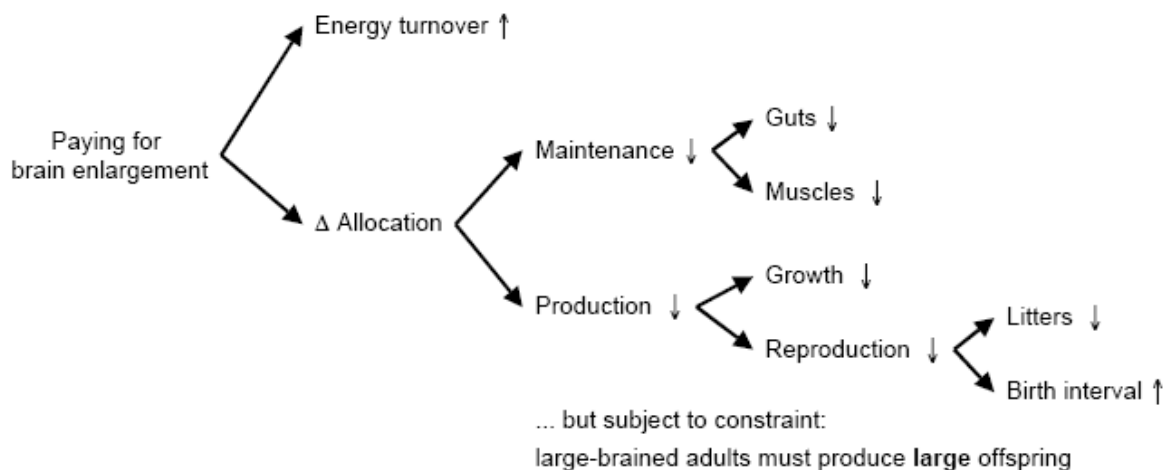 Energy turnover ↑
Paying for
brain enlargement
Δ Allocation
Maintenance ↓
Guts ↓
Muscles ↓
Production ↓
Growth ↓
Reproduction ↓
Litters ↓
Birth interval ↑
... but subject to constraint:
large-brained adults must produce large offspring